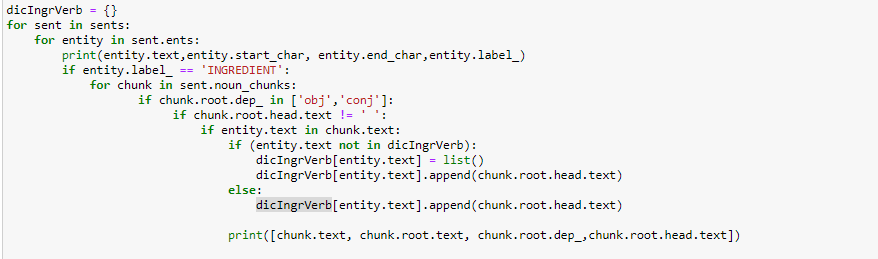 dicIngrVerb = {}
for sent in sents:
    for entity in sent.ents:
        print(entity.text,entity.start_char, entity.end_char,entity.label_)
        if entity.label_ == 'INGREDIENT':
            for chunk in sent.noun_chunks:
                   if chunk.root.dep_ in ['obj','conj']:
                        if chunk.root.head.text != ' ':
                            if entity.text in chunk.text:
                                if (entity.text not in dicIngrVerb):
                                    dicIngrVerb[entity.text] = list()
                                    dicIngrVerb[entity.text].append(chunk.root.head.text)
                                else:
                                    dicIngrVerb[entity.text].append(chunk.root.head.text)

                                print([chunk.text, chunk.root.text, chunk.root.dep_,chunk.root.head.text])